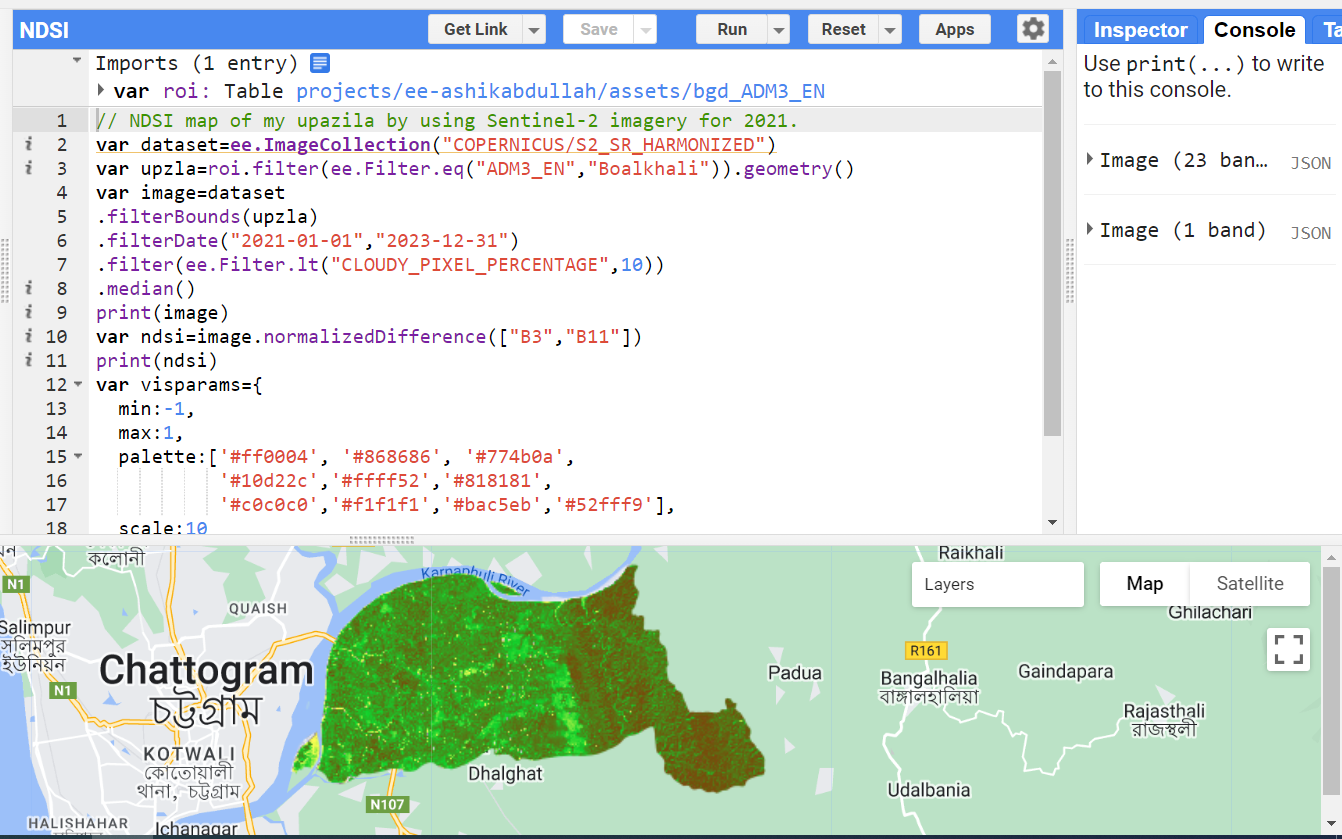 NDSI
Get Link
Save
Run
Reset
Apps
Inspector
Console
Ta
Use print(...) to write
to this console.
Image (23 ban… JSON
Image (1 band) JSON
Imports (1 entry)
var roi: Table projects/ee-ashikabdullah/assets/bgd_ADM3_EN
1 // NDSI map of my upazila by using Sentinel-2 imagery for 2021.
2 var dataset=ee.ImageCollection("COPERNICUS/S2_SR_HARMONIZED")
3 var upzla=roi.filter(ee.Filter.eq("ADM3_EN","Boalkhali")).geometry()
4 var image=dataset
5 .filterBounds(upzla)
6 .filterDate("2021-01-01","2023-12-31")
7 .filter(ee.Filter.lt("CLOUDY_PIXEL_PERCENTAGE",10))
8 .median()
9 print(image)
10 var ndsi=image.normalizedDifference(["B3","B11"])
11 print(ndsi)
12 var visparams={
13 min:-1,
14 max:1,
15 palette:['#ff0004', '#868686', '#774b0a',
16 '#10d22c','#ffff52','#818181',
17 '#c0c0c0','#f1f1f1','#bac5eb','#52fff9'],
18 scale:10
কলোনী
N1
QUAISH
Karnaphuli River
Raikhali
Layers
Map
Satellite
Ghilachari
Salimpur
সলিমপুর
ইউনিয়ন
N1
Chattogram
চট্টগ্রাম
R161
Padua
Bangalhalia
বাঙ্গালহালিয়া
Gaindapara
Rajasthali
রাজস্থলী
KOTWALI
কোতোয়ালী
থানা, চট্টগ্রাম
Dhalghat
Udalbania
N107
HALISHAHAR
Ichanagar